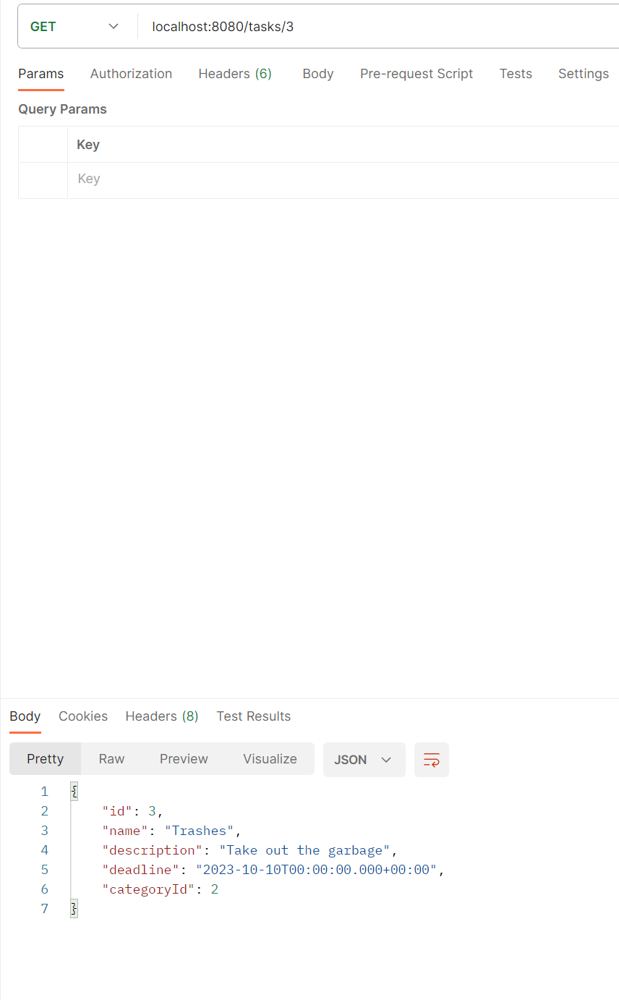 GET localhost:8080/tasks/3
Params Authorization Headers (6) Body Pre-request Script Tests Settings
Query Params
Key
Key
Body Cookies Headers (8) Test Results
Pretty Raw Preview Visualize JSON
1 {
2 "id": 3,
3 "name": "Trashes",
4 "description": "Take out the garbage",
5 "deadline": "2023-10-10T00:00:00.000+00:00",
6 "categoryId": 2
7 }